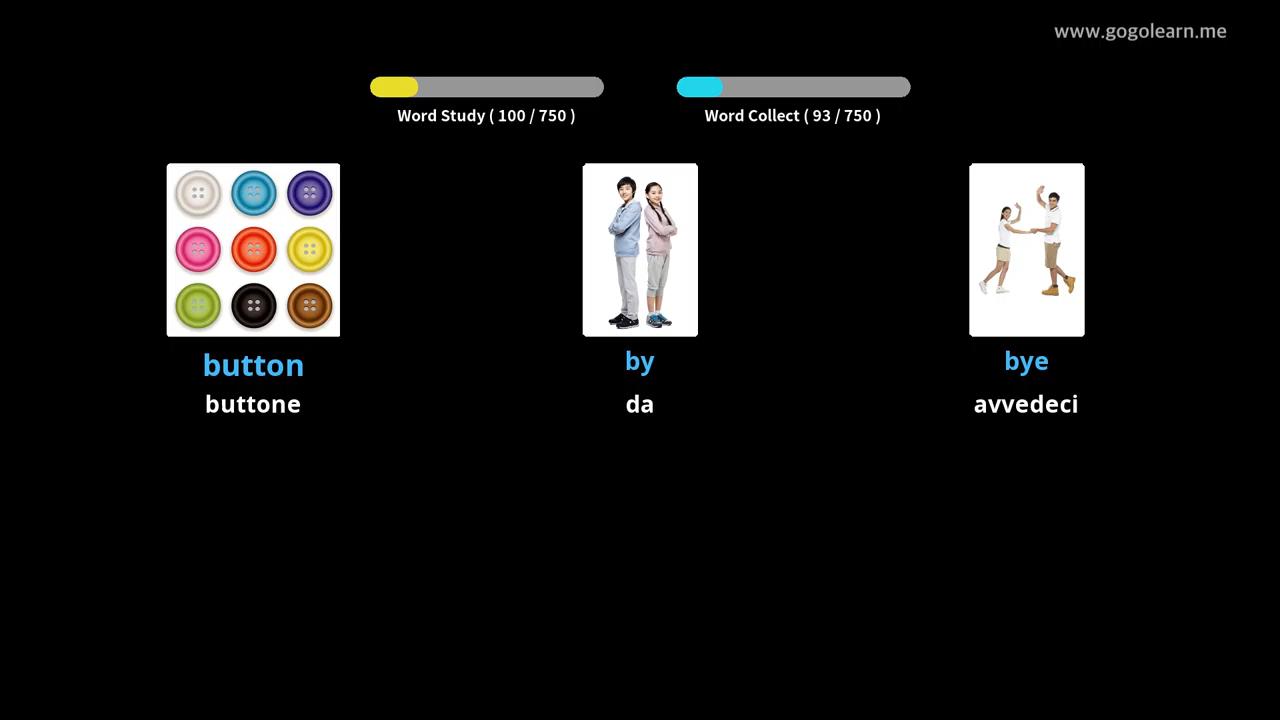 www.gogolearn.me
Word Study ( 100 / 750 )
Word Collect ( 93 / 750 )
button
by
bye
buttone
da
avvedeci